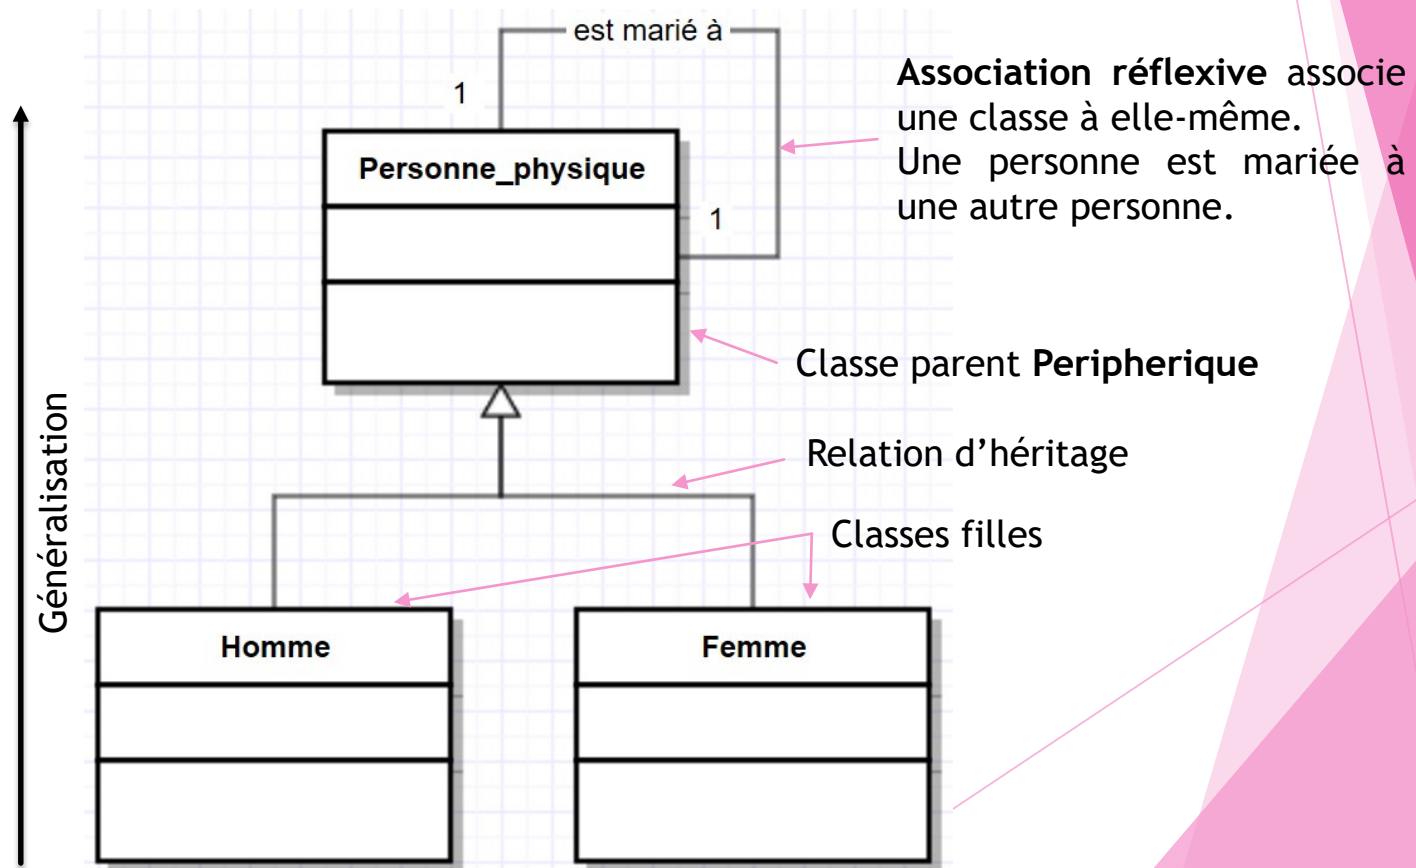 est marié à
1
Personne_physique
1
Association réflexive associe
une classe à elle-même.
Une personne est mariée à
une autre personne.
Classe parent Peripherique
Relation d’héritage
Classes filles
Généralisation
Homme
Femme